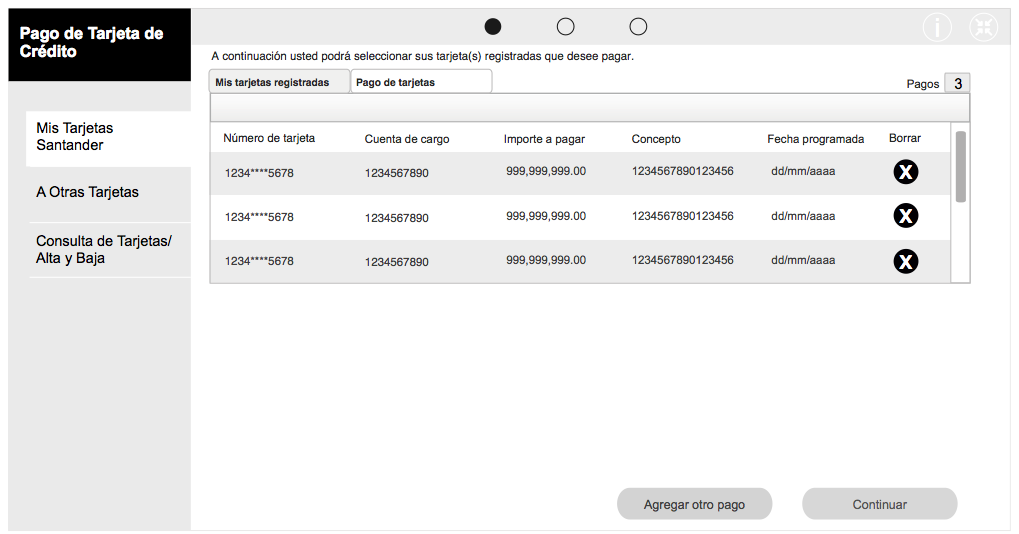 Pago de Tarjeta de
Crédito
A continuación usted podrá seleccionar sus tarjeta(s) registradas que desee pagar.
Mis tarjetas registradas Pago de tarjetas Pagos 3
Mis Tarjetas
Santander
A Otras Tarjetas
Consulta de Tarjetas/
Alta y Baja
Número de tarjeta Cuenta de cargo Importe a pagar Concepto Fecha programada Borrar
1234****5678 1234567890 999,999,999.00 1234567890123456 dd/mm/aaaa X
1234****5678 1234567890 999,999,999.00 1234567890123456 dd/mm/aaaa X
1234****5678 1234567890 999,999,999.00 1234567890123456 dd/mm/aaaa X
Agregar otro pago Continuar